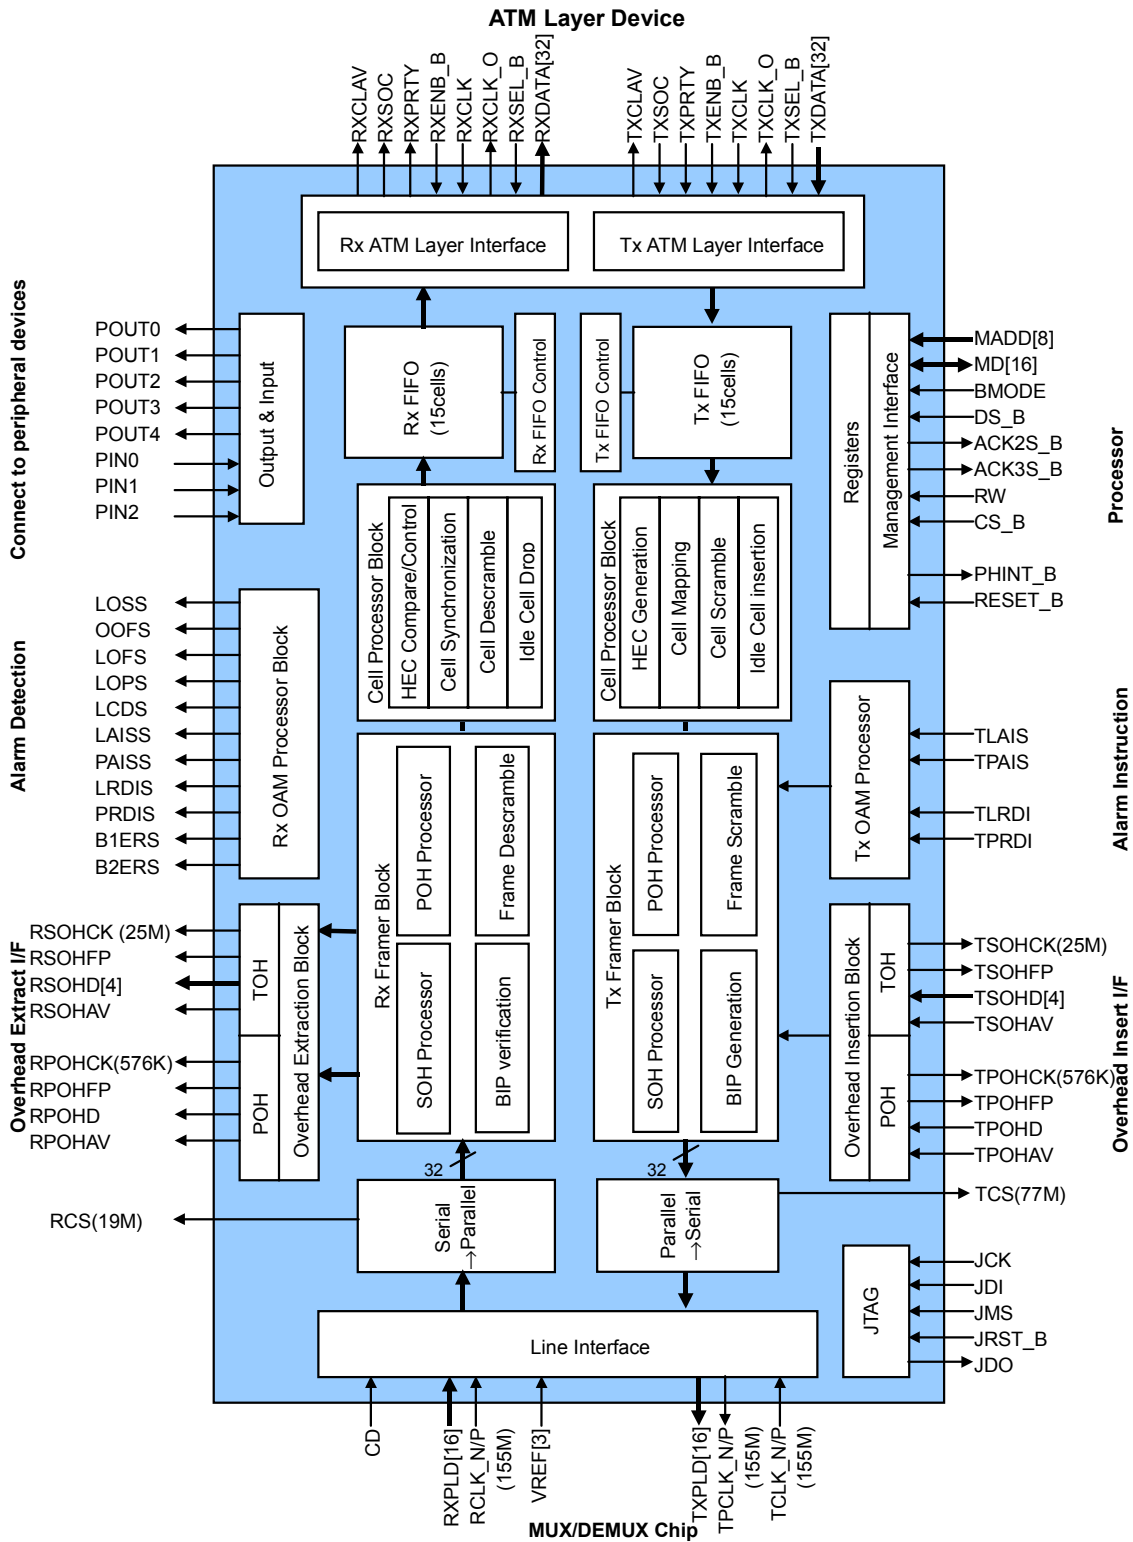 ATM Layer Device
RXCLAV
RXSOC
RXPRTY
RXENB_B
RXCLK
RXCLK_O
RXSEL_B
RXDATA[32]
TXCLAV
TXSOC
TXPRTY
TXENB_B
TXCLK
TXCLK_O
TXSEL_B
TXDATA[32]
Rx ATM Layer Interface
Tx ATM Layer Interface
Connect to peripheral devices
POUT0
POUT1
POUT2
POUT3
POUT4
PIN0
PIN1
PIN2
Output & Input
Rx FIFO
(15cells)
Rx FIFO Control
Tx FIFO Control
Tx FIFO
(15cells)
Registers
Management Interface
MADD[8]
MD[16]
BMODE
DS_B
ACK2S_B
ACK3S_B
RW
CS_B
PHINT_B
RESET_B
Processor
Cell Processor Block
HEC Compare/Control
Cell Synchronization
Cell Descramble
Idle Cell Drop
Cell Processor Block
HEC Generation
Cell Mapping
Cell Scramble
Idle Cell insertion
Alarm Detection
LOSS
OOFS
LOFS
LOPS
LCDS
LAISS
PAISS
LRDIS
PRDIS
B1ERS
B2ERS
Rx OAM Processor Block
Rx Framer Block
POH Processor
Frame Descramble
SOH Processor
BIP verification
Tx Framer Block
POH Processor
Frame Scramble
SOH Processor
BIP Generation
Tx OAM Processor
TLAIS
TPAIS
TLRDI
TPRDI
Alarm Instruction
Overhead Extract I/F
RSOHCK (25M)
RSOHFP
RSOHD[4]
RSOHAV
RPOHCK(576K)
RPOHFP
RPOHD
RPOHAV
TOH
POH
Overhead Extraction Block
Overhead Insertion Block
TOH
POH
TSOHCK(25M)
TSOHFP
TSOHD[4]
TSOHAV
TPOHCK(576K)
TPOHFP
TPOHD
TPOHAV
Overhead Insert I/F
32
32
RCS(19M)
Serial
→Parallel
Parallel
→Serial
TCS(77M)
JTAG
JCK
JDI
JMS
JRST_B
JDO
Line Interface
CD
RXPLD[16]
RCLK_N/P
(155M)
VREF[3]
TXPLD[16]
TPCLK_N/P
(155M)
TCLK_N/P
(155M)
MUX/DEMUX Chip